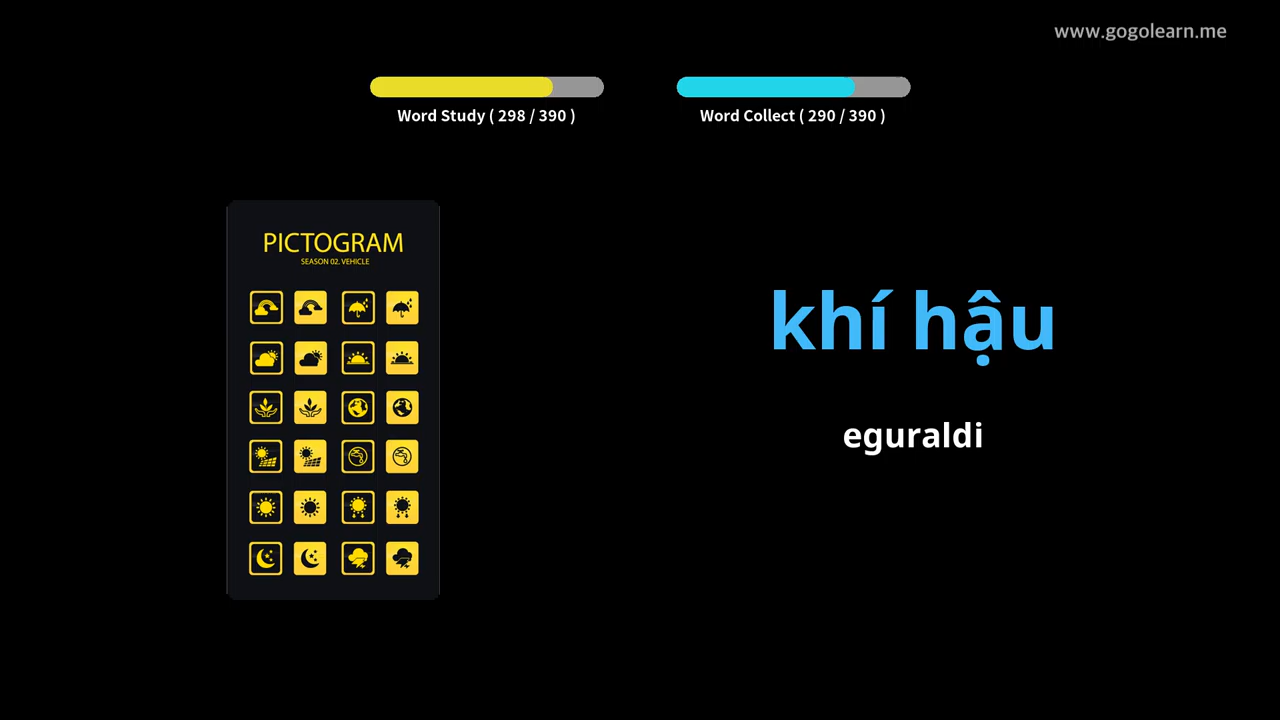 www.gogolearn.me
Word Study ( 298 / 390 )
Word Collect ( 290 / 390 )
PICTOGRAM
SEASON 02. VEHICLE
khí hậu
eguraldi